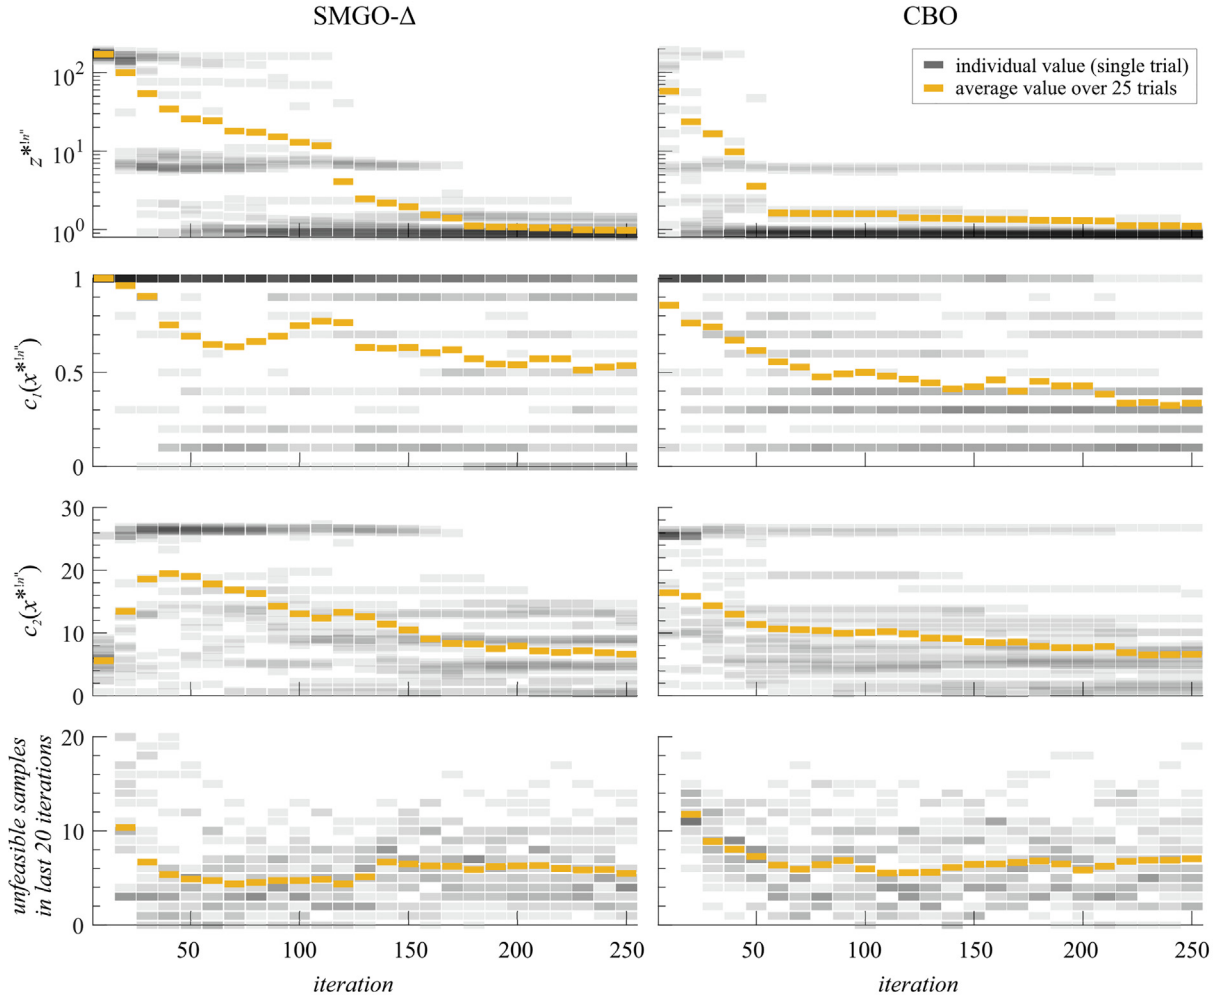 SMGO-Δ
CBO
individual value (single trial)
average value over 25 trials
z*!n"
10²
10¹
10⁰
c₁(x*!n")
1
0.5
0
c₂(x*!n")
30
20
10
0
unfeasible samples
in last 20 iterations
20
10
5
0
50 100 150 200 250
50 100 150 200 250
iteration
iteration